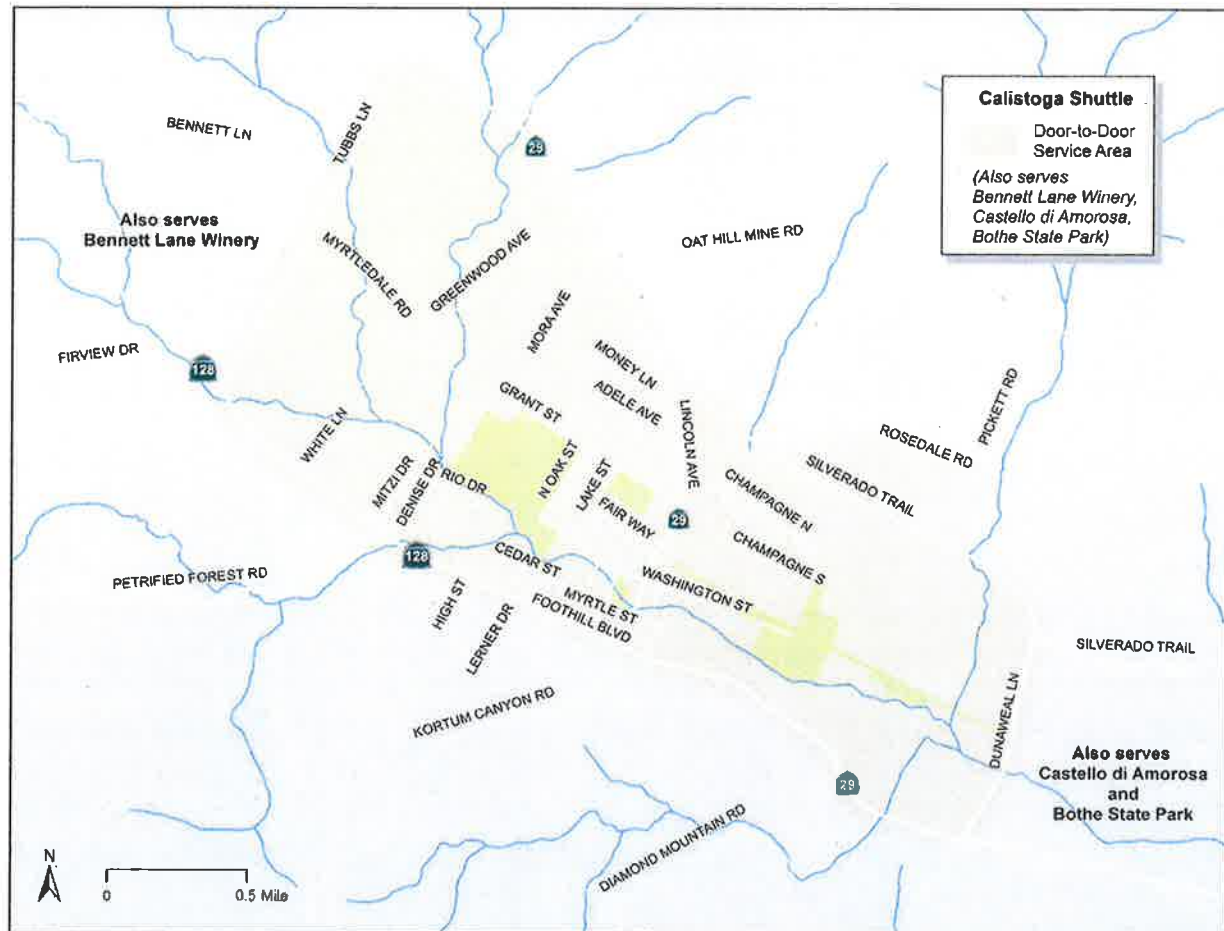 Calistoga Shuttle
Door-to-Door
Service Area
(Also serves
Bennett Lane Winery,
Castello di Amorosa,
Bothe State Park)
BENNETT LN
TUBBS LN
29
Also serves
Bennett Lane Winery
MYRTLEDALE RD
GREENWOOD AVE
OAT HILL MINE RD
MORA AVE
FIRVIEW DR
128
MONEY LN
ADELE AVE
GRANT ST
LINCOLN AVE
PICKETT RD
ROSEDALE RD
WHITE LN
MITZI DR
DENISE DR
RIO DR
N OAK ST
LAKE ST
FAIR WAY
29
CHAMPAGNE N
SILVERADO TRAIL
CHAMPAGNE S
128
CEDAR ST
PETRIFIED FOREST RD
HIGH ST
LERNER DR
MYRTLE ST
FOOTHILL BLVD
WASHINGTON ST
SILVERADO TRAIL
KORTUM CANYON RD
DUNAWEAL LN
29
Also serves
Castello di Amorosa
and
Bothe State Park
DIAMOND MOUNTAIN RD
N
0
0.5 Mile